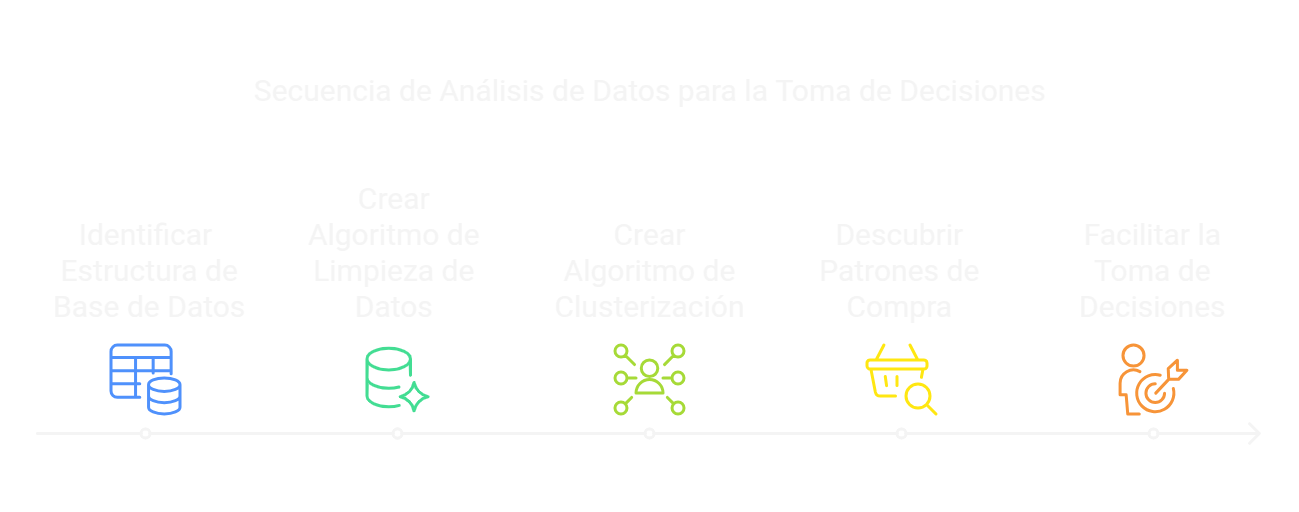 Secuencia de Análisis de Datos para la Toma de Decisiones
Identificar
Estructura de
Base de Datos
Crear
Algoritmo de
Limpieza de
Datos
Crear
Algoritmo de
Clusterización
Descubrir
Patrones de
Compra
Facilitar la
Toma de
Decisiones